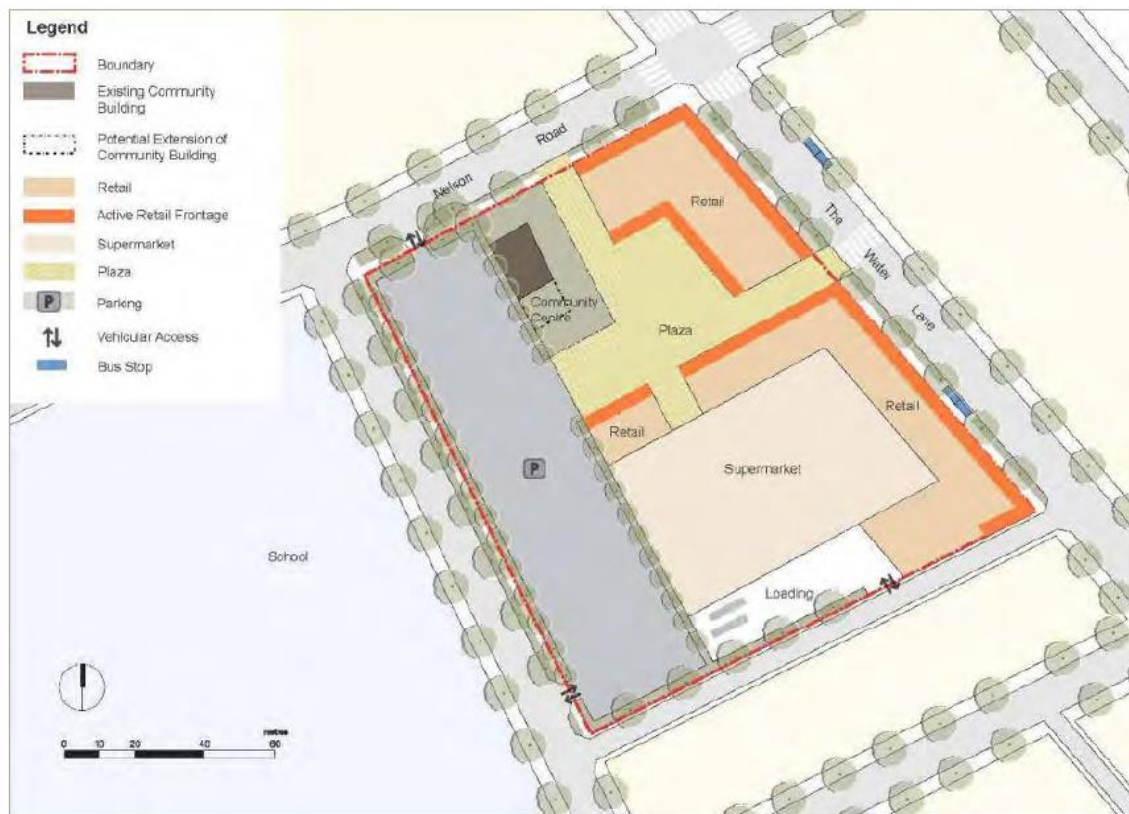 Legend
Boundary
Existing Community
Building
Potential Extension of
Community Building
Retail
Active Retail Frontage
Supermarket
Plaza
P
Parking
Vehicular Access
Bus Stop
Nelson Road
The Water Lane
Retail
Community
Centre
Plaza
Retail
Retail
Supermarket
P
School
Loading
metres
0 10 20 40 60